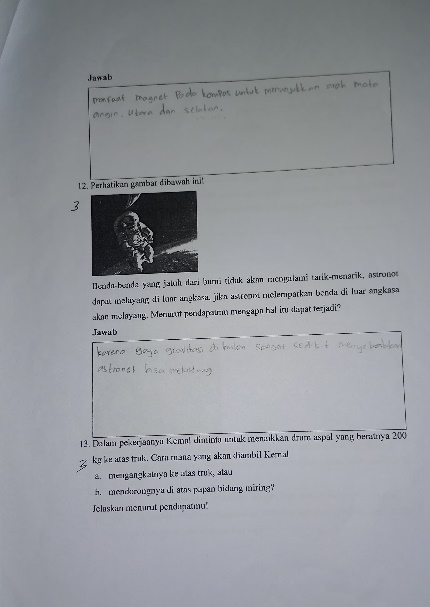 Jawab
manfaat magnet Pada kompas untuk menunjukkan arah mata
angin. Utara dan selatan.
12. Perhatikan gambar dibawah ini!
3
Benda-benda yang jauh dari bumi tidak akan mengalami tarik-menarik, astronot
dapat melayang di luar angkasa, jika astronot melemparkan benda di luar angkasa
akan melayang. Menurut pendapatmu mengapa hal itu dapat terjadi?
Jawab
karena gaya gravitasi di bulan sangat sedikit
astronot bisa melayang
13. Dalam pekerjaanya Kemal diminta untuk menaikkan drum aspal yang beratnya 200
3 kg ke atas truk. Cara mana yang akan diambil Kemal
a. mengangkatnya ke atas truk, atau
b. mendorongnya di atas papan bidang miring?
Jelaskan menurut pendapatmu!